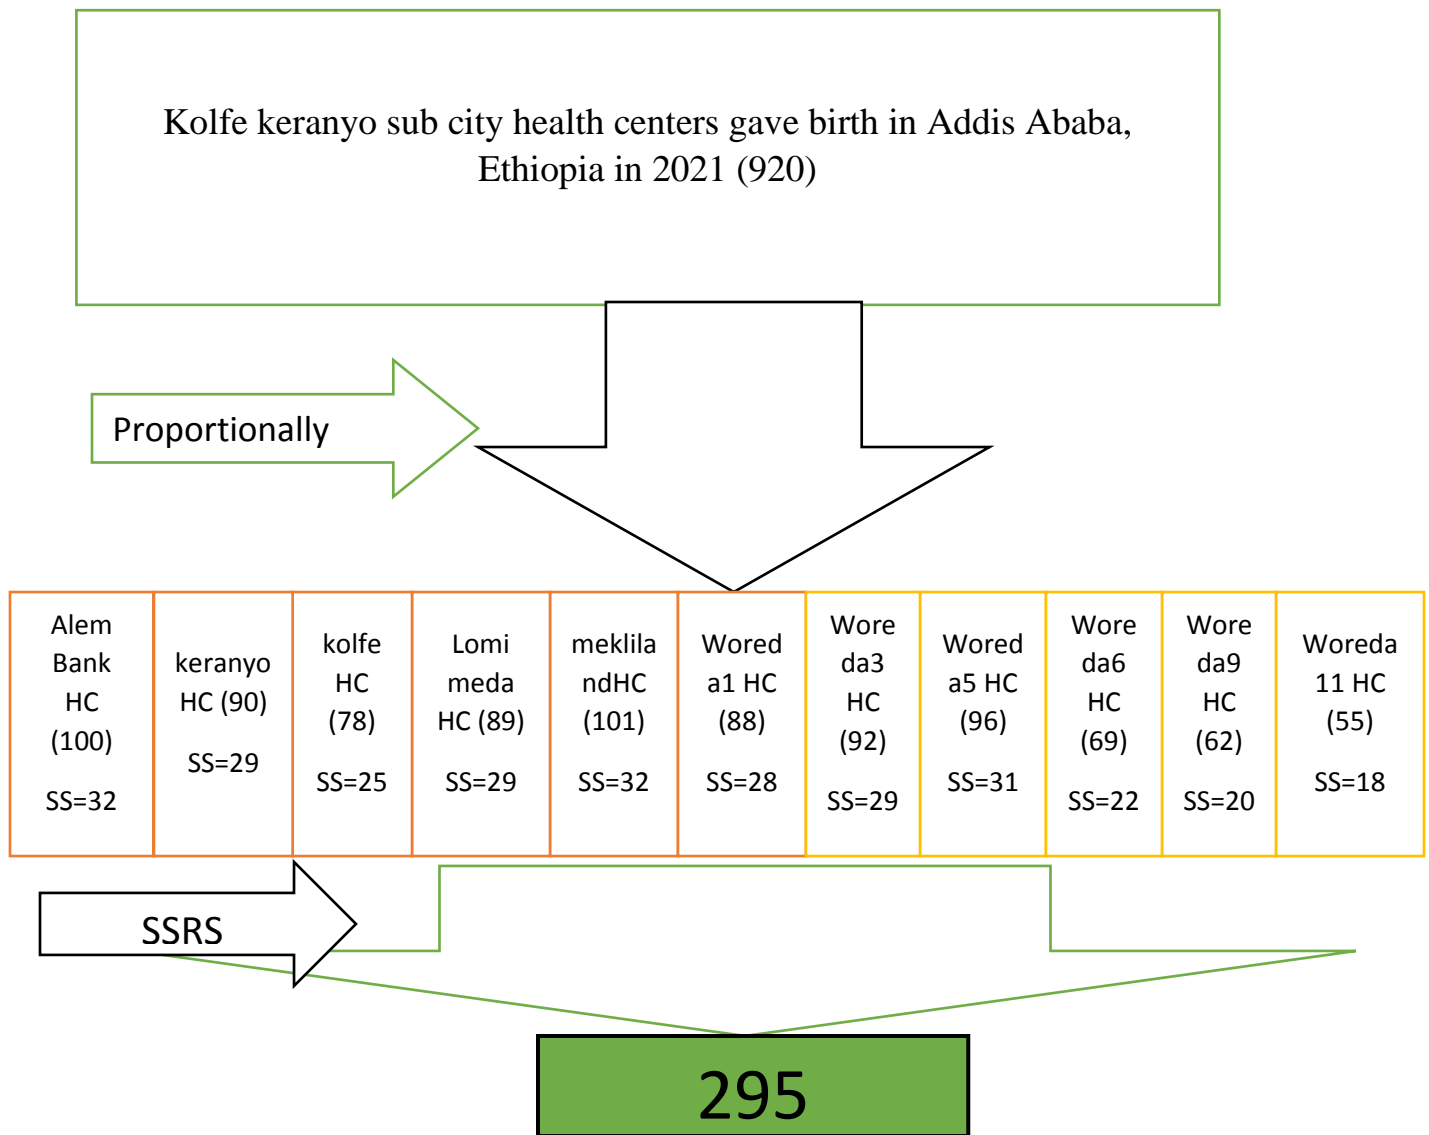 Kolfe keranyo sub city health centers gave birth in Addis Ababa,
Ethiopia in 2021 (920)
Proportionally
Alem
Bank
HC
(100)
SS=32
keranyo
HC (90)
SS=29
kolfe
HC
(78)
SS=25
Lomi
meda
HC (89)
SS=29
meklila
ndHC
(101)
SS=32
Wored
a1 HC
(88)
SS=28
Wore
da3
HC
(92)
SS=29
Wored
a5 HC
(96)
SS=31
Wore
da6
HC
(69)
SS=22
Wore
da9
HC
(62)
SS=20
Woreda
11 HC
(55)
SS=18
SSRS
295